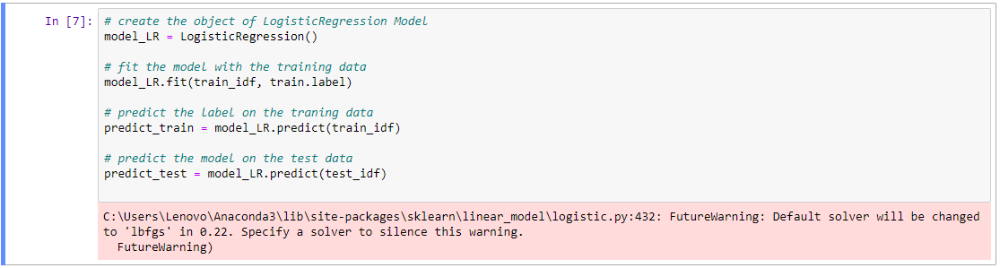 In [7]: # create the object of LogisticRegression Model
model_LR = LogisticRegression()
# fit the model with the training data
model_LR.fit(train_idf, train.label)
# predict the label on the traning data
predict_train = model_LR.predict(train_idf)
# predict the model on the test data
predict_test = model_LR.predict(test_idf)
C:\Users\Lenovo\Anaconda3\lib\site-packages\sklearn\linear_model\logistic.py:432: FutureWarning: Default solver will be changed
to 'lbfgs' in 0.22. Specify a solver to silence this warning.
FutureWarning)